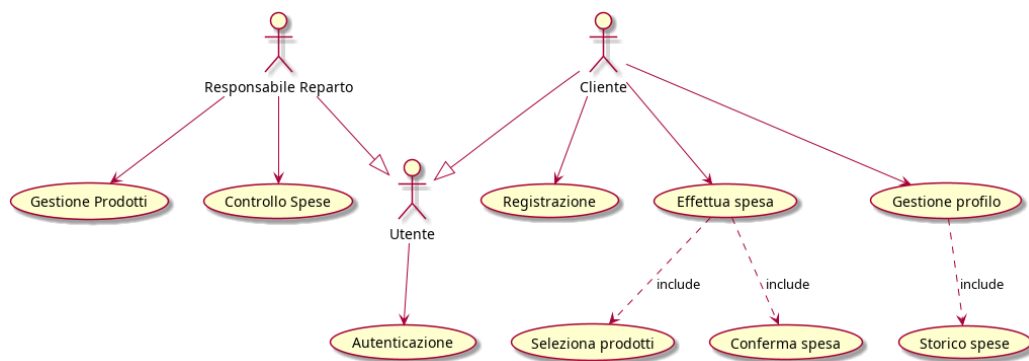 Responsabile Reparto
Cliente
Gestione Prodotti
Controllo Spese
Utente
Registrazione
Effettua spesa
Gestione profilo
include
include
include
Autenticazione
Seleziona prodotti
Conferma spesa
Storico spese